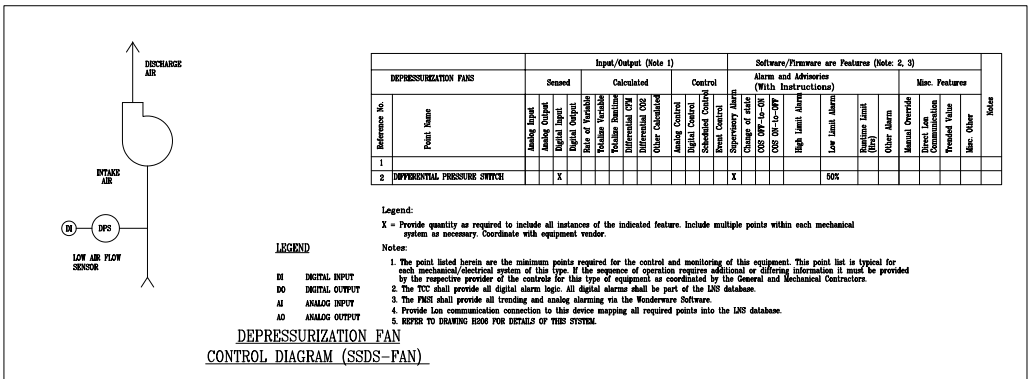 DISCHARGE
AIR
INTAKE
AIR
DI
DPS
LOW AIR FLOW
SENSOR
LEGEND
DI DIGITAL INPUT
DO DIGITAL OUTPUT
AI ANALOG INPUT
AO ANALOG OUTPUT
DEPRESSURIZATION FAN
CONTROL DIAGRAM (SSDS-FAN)
Input/Output (Note 1)
Software/Firmware are Features (Note: 2, 3)
DEPRESSURIZATION FANS
Sensed
Calculated
Control
Alarm and Advisories
(With Instructions)
Misc. Features
Notes
Reference No.
Point Name
Analog Input
Analog Output
Digital Input
Digital Output
Rate of Variable
Totalize Variable
Totalize Runtime
Differential CFM
Differential CO2
Other Calculated
Analog Control
Digital Control
Scheduled Control
Event Control
Supervisory Alarm
Change of state
COS OFF-to-ON
COS ON-to-OFF
High Limit Alarm
Low Limit Alarm
Runtime Limit
(Hrs)
Other Alarm
Manual Override
Direct Lon
Communication
Trended Value
Misc. Other
1
2 DIFFERENTIAL PRESSURE SWITCH X X 50%
Legend:
X = Provide quantity as required to include all instances of the indicated feature. Include multiple points within each mechanical
system as necessary. Coordinate with equipment vendor.
Notes:
1. The point listed herein are the minimum points required for the control and monitoring of this equipment. This point list is typical for
each mechanical/electrical system of this type. If the sequence of operation requires additional or differing information it must be provided
by the respective provider of the controls for this type of equipment as coordinated by the General and Mechanical Contractors.
2. The TCC shall provide all digital alarm logic. All digital alarms shall be part of the LNS database.
3. The FMSI shall provide all trending and analog alarming via the Wonderware Software.
4. Provide Lon communication connection to this device mapping all required points into the LNS database.
5. REFER TO DRAWING H206 FOR DETAILS OF THIS SYSTEM.